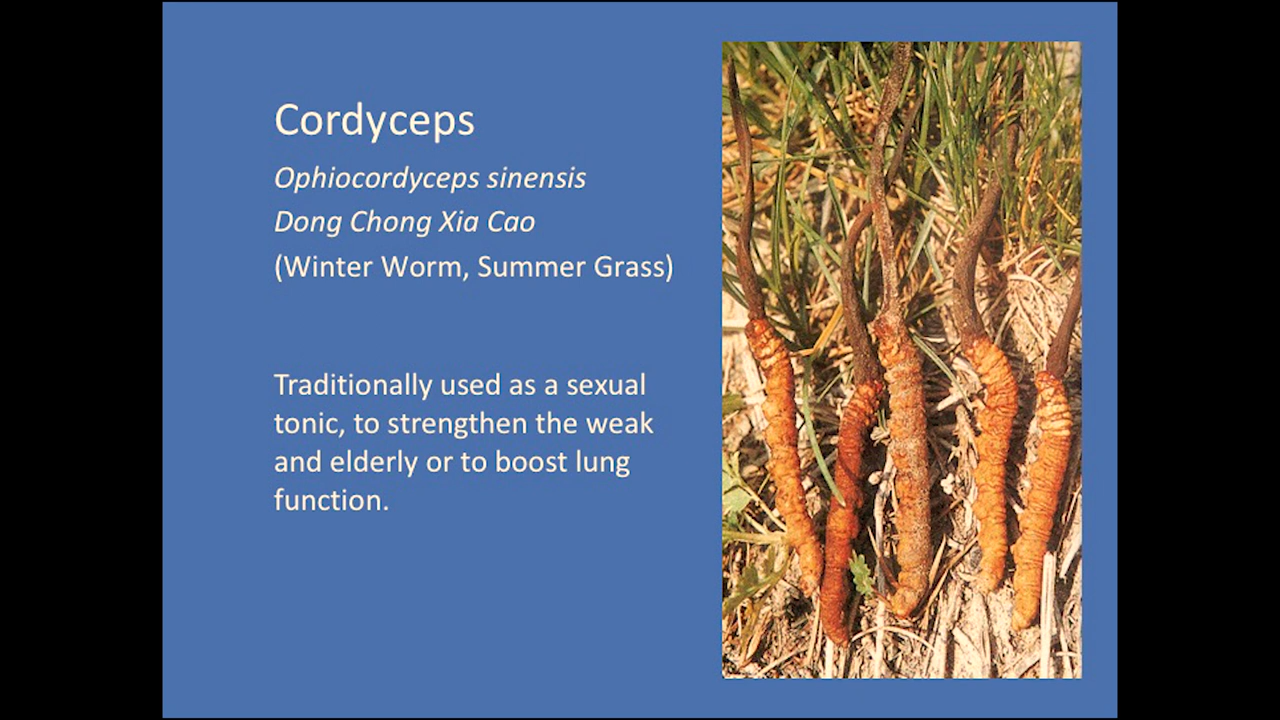 Cordyceps
Ophiocordyceps sinensis
Dong Chong Xia Cao
(Winter Worm, Summer Grass)
Traditionally used as a sexual
tonic, to strengthen the weak
and elderly or to boost lung
function.